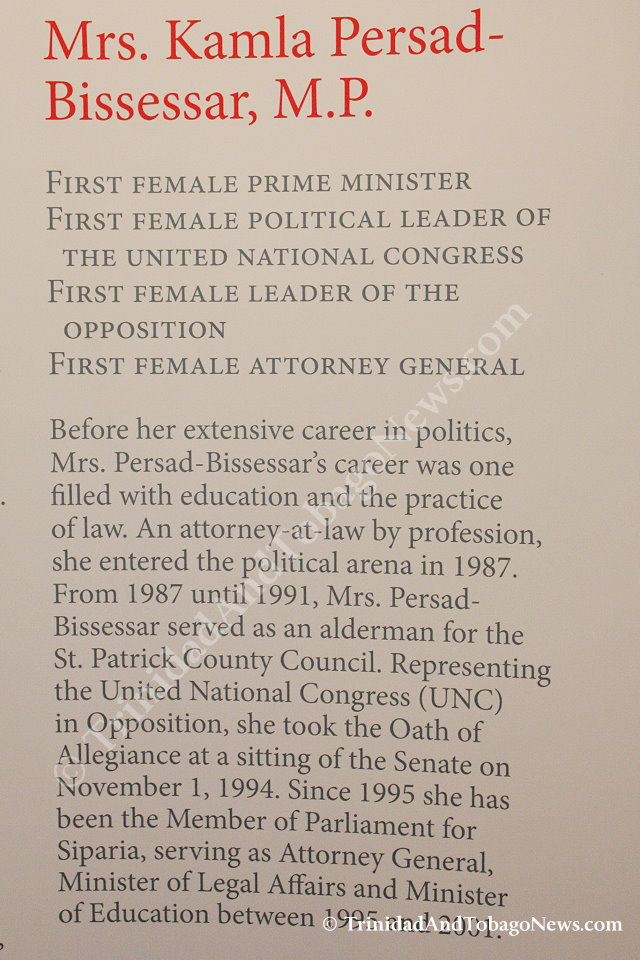 Mrs. Kamla Persad-
Bissessar, M.P.
FIRST FEMALE PRIME MINISTER
FIRST FEMALE POLITICAL LEADER OF
THE UNITED NATIONAL CONGRESS
FIRST FEMALE LEADER OF THE
OPPOSITION
FIRST FEMALE ATTORNEY GENERAL
Before her extensive career in politics,
Mrs. Persad-Bissessar’s career was one
filled with education and the practice
of law. An attorney-at-law by profession,
she entered the political arena in 1987.
From 1987 until 1991, Mrs. Persad-
Bissessar served as an alderman for the
St. Patrick County Council. Representing
the United National Congress (UNC)
in Opposition, she took the Oath of
Allegiance at a sitting of the Senate on
November 1, 1994. Since 1995 she has
been the Member of Parliament for
Siparia, serving as Attorney General,
Minister of Legal Affairs and Minister
of Education between 1995 and 2001.
© TrinidadAndTobagoNews.com
© TrinidadAndTobagoNews.com